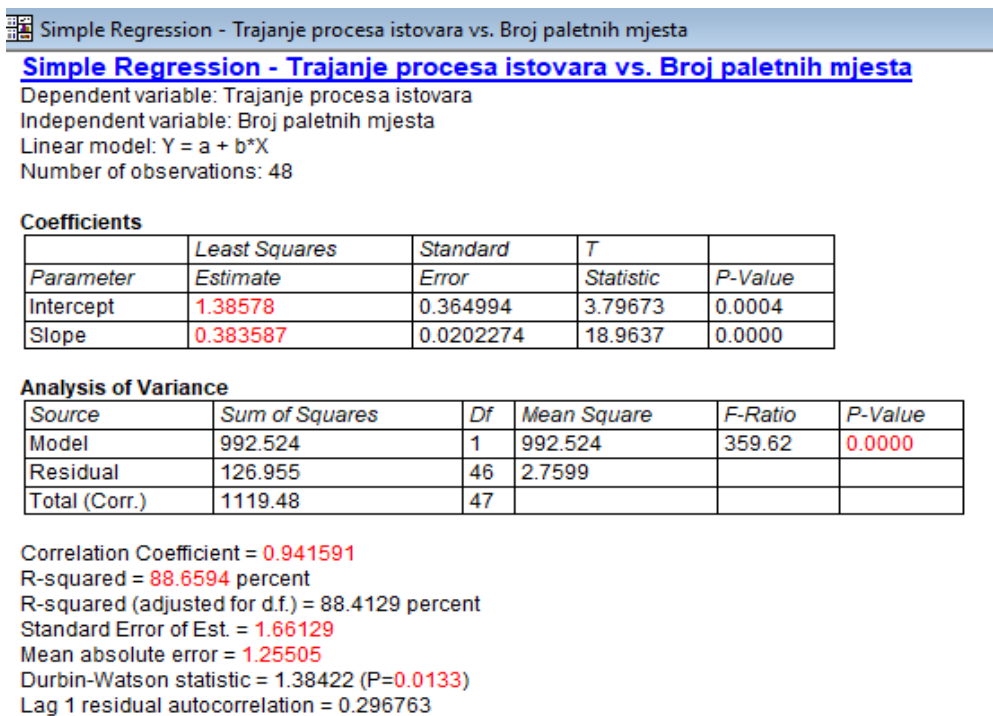 Simple Regression - Trajanje procesa istovara vs. Broj paletnih mjesta
Simple Regression - Trajanje procesa istovara vs. Broj paletnih mjesta
Dependent variable: Trajanje procesa istovara
Independent variable: Broj paletnih mjesta
Linear model: Y = a + b*X
Number of observations: 48
Coefficients
Least Squares Standard T
Parameter Estimate Error Statistic P-Value
Intercept 1.38578 0.364994 3.79673 0.0004
Slope 0.383587 0.0202274 18.9637 0.0000
Analysis of Variance
Source Sum of Squares Df Mean Square F-Ratio P-Value
Model 992.524 1 992.524 359.62 0.0000
Residual 126.955 46 2.7599
Total (Corr.) 1119.48 47
Correlation Coefficient = 0.941591
R-squared = 88.6594 percent
R-squared (adjusted for d.f.) = 88.4129 percent
Standard Error of Est. = 1.66129
Mean absolute error = 1.25505
Durbin-Watson statistic = 1.38422 (P=0.0133)
Lag 1 residual autocorrelation = 0.296763